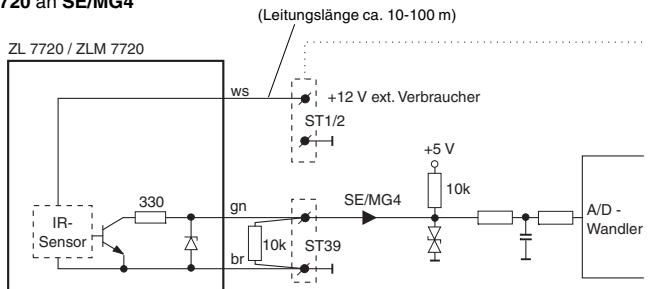 720 an SE/MG4
(Leitungslänge ca. 10-100 m)
ZL 7720 / ZLM 7720
ws
+12 V ext. Verbraucher
ST1/2
+5 V
330
gn
SE/MG4
10k
IR-
Sensor
10k
ST39
A/D -
Wandler
br